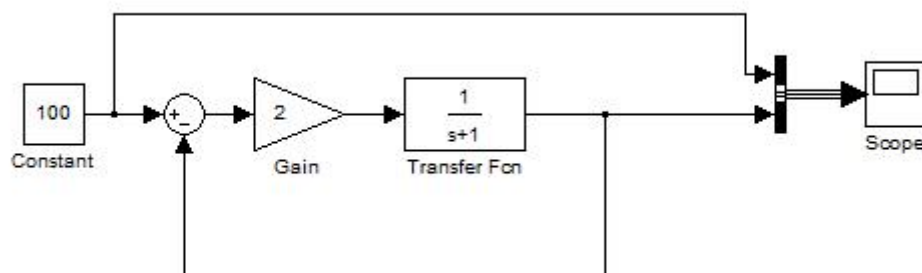 100
Constant
+
−
2
Gain
1
s+1
Transfer Fcn
Scope